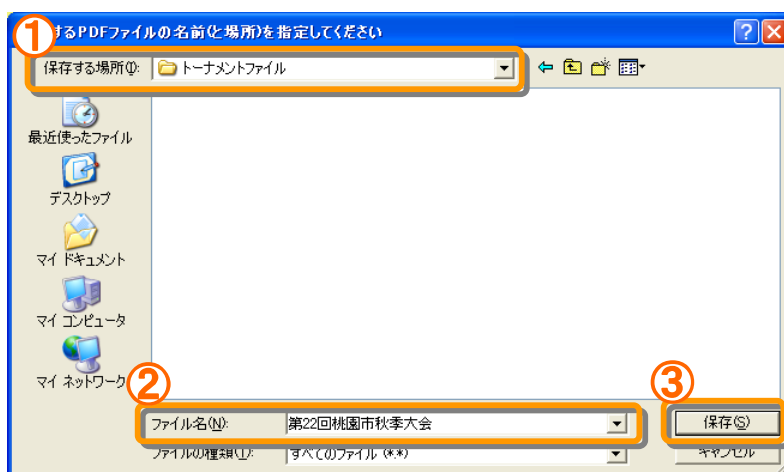 ①
するPDFファイルの名前(と場所)を指定してください
保存する場所(I):
トーナメントファイル
最近使ったファイル
デスクトップ
マイ ドキュメント
マイ コンピュータ
マイ ネットワーク
②
③
ファイル名(N):
第22回桃園市秋季大会
保存(S)
ファイルの種類(T):
すべてのファイル (*.*)
キャンセル